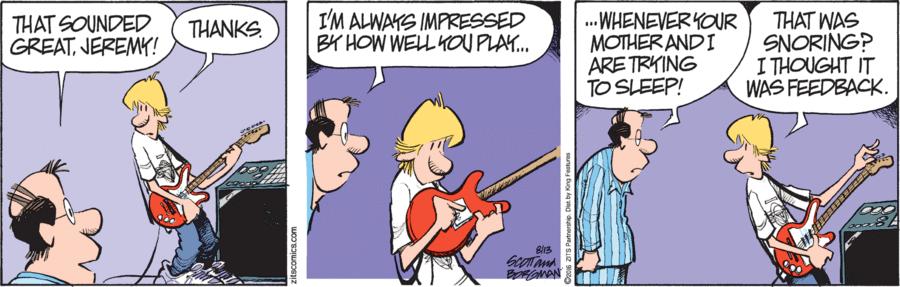 THAT SOUNDED
GREAT, JEREMY!
THANKS.
zitscomics.com
I'M ALWAYS IMPRESSED
BY HOW WELL YOU PLAY...
8/13
SCOTT AND
BORGMAN
©2016 ZITS Partnership. Dist. by King Features
...WHENEVER YOUR
MOTHER AND I
ARE TRYING
TO SLEEP!
THAT WAS
SNORING?
I THOUGHT IT
WAS FEEDBACK.